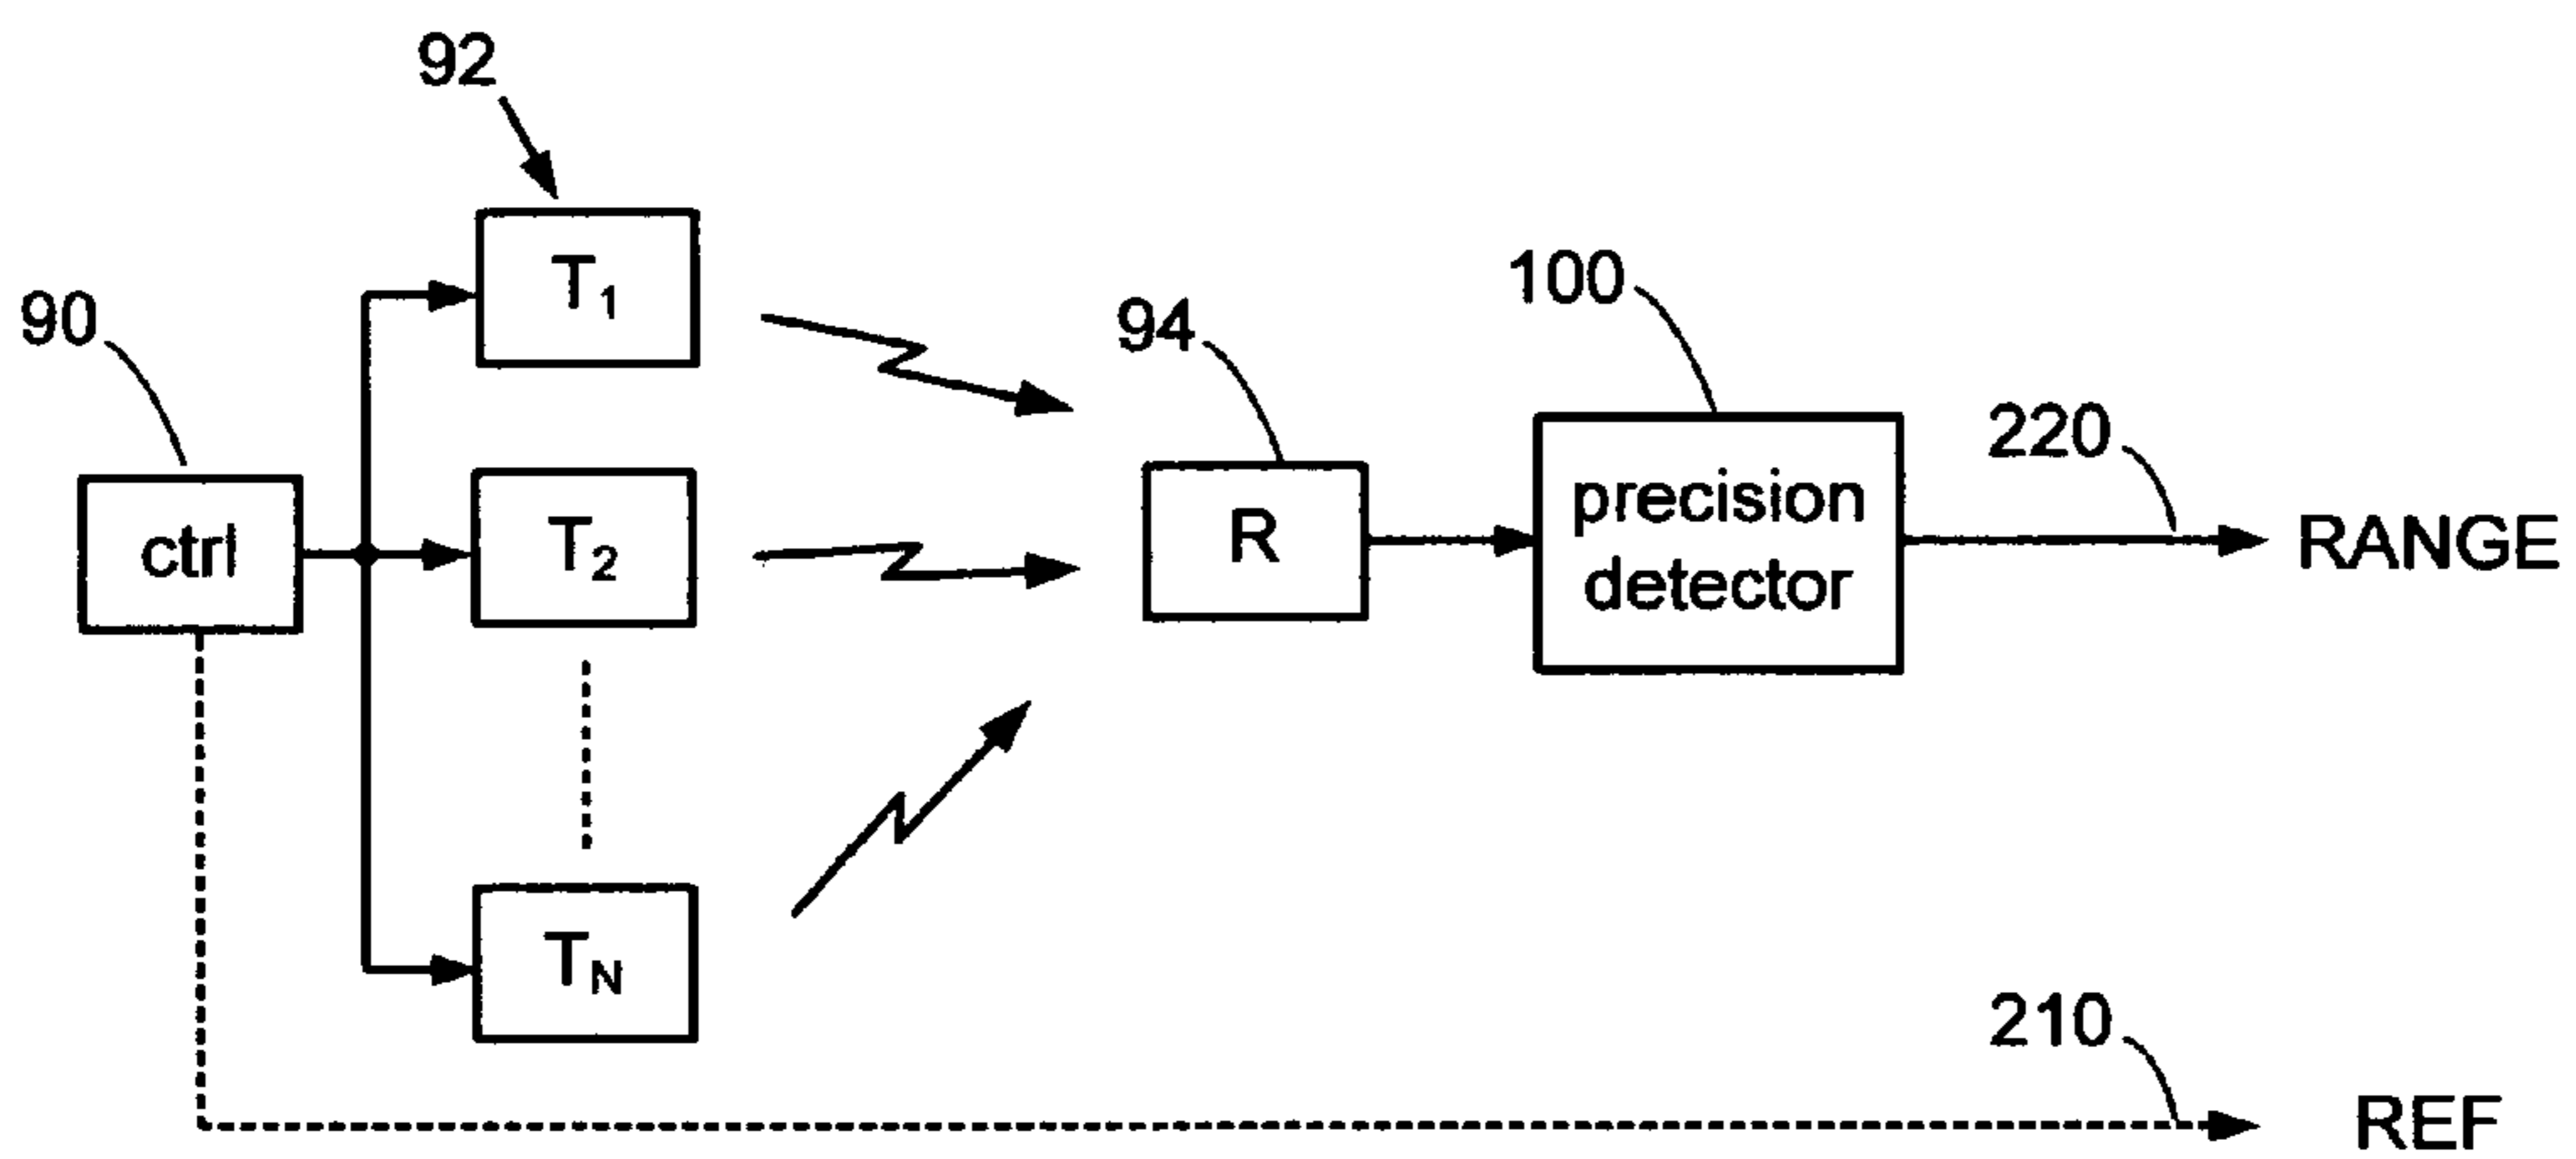 92
T1
90
94
100
220
ctrl
T2
R
precision
detector
RANGE
TN
210
REF